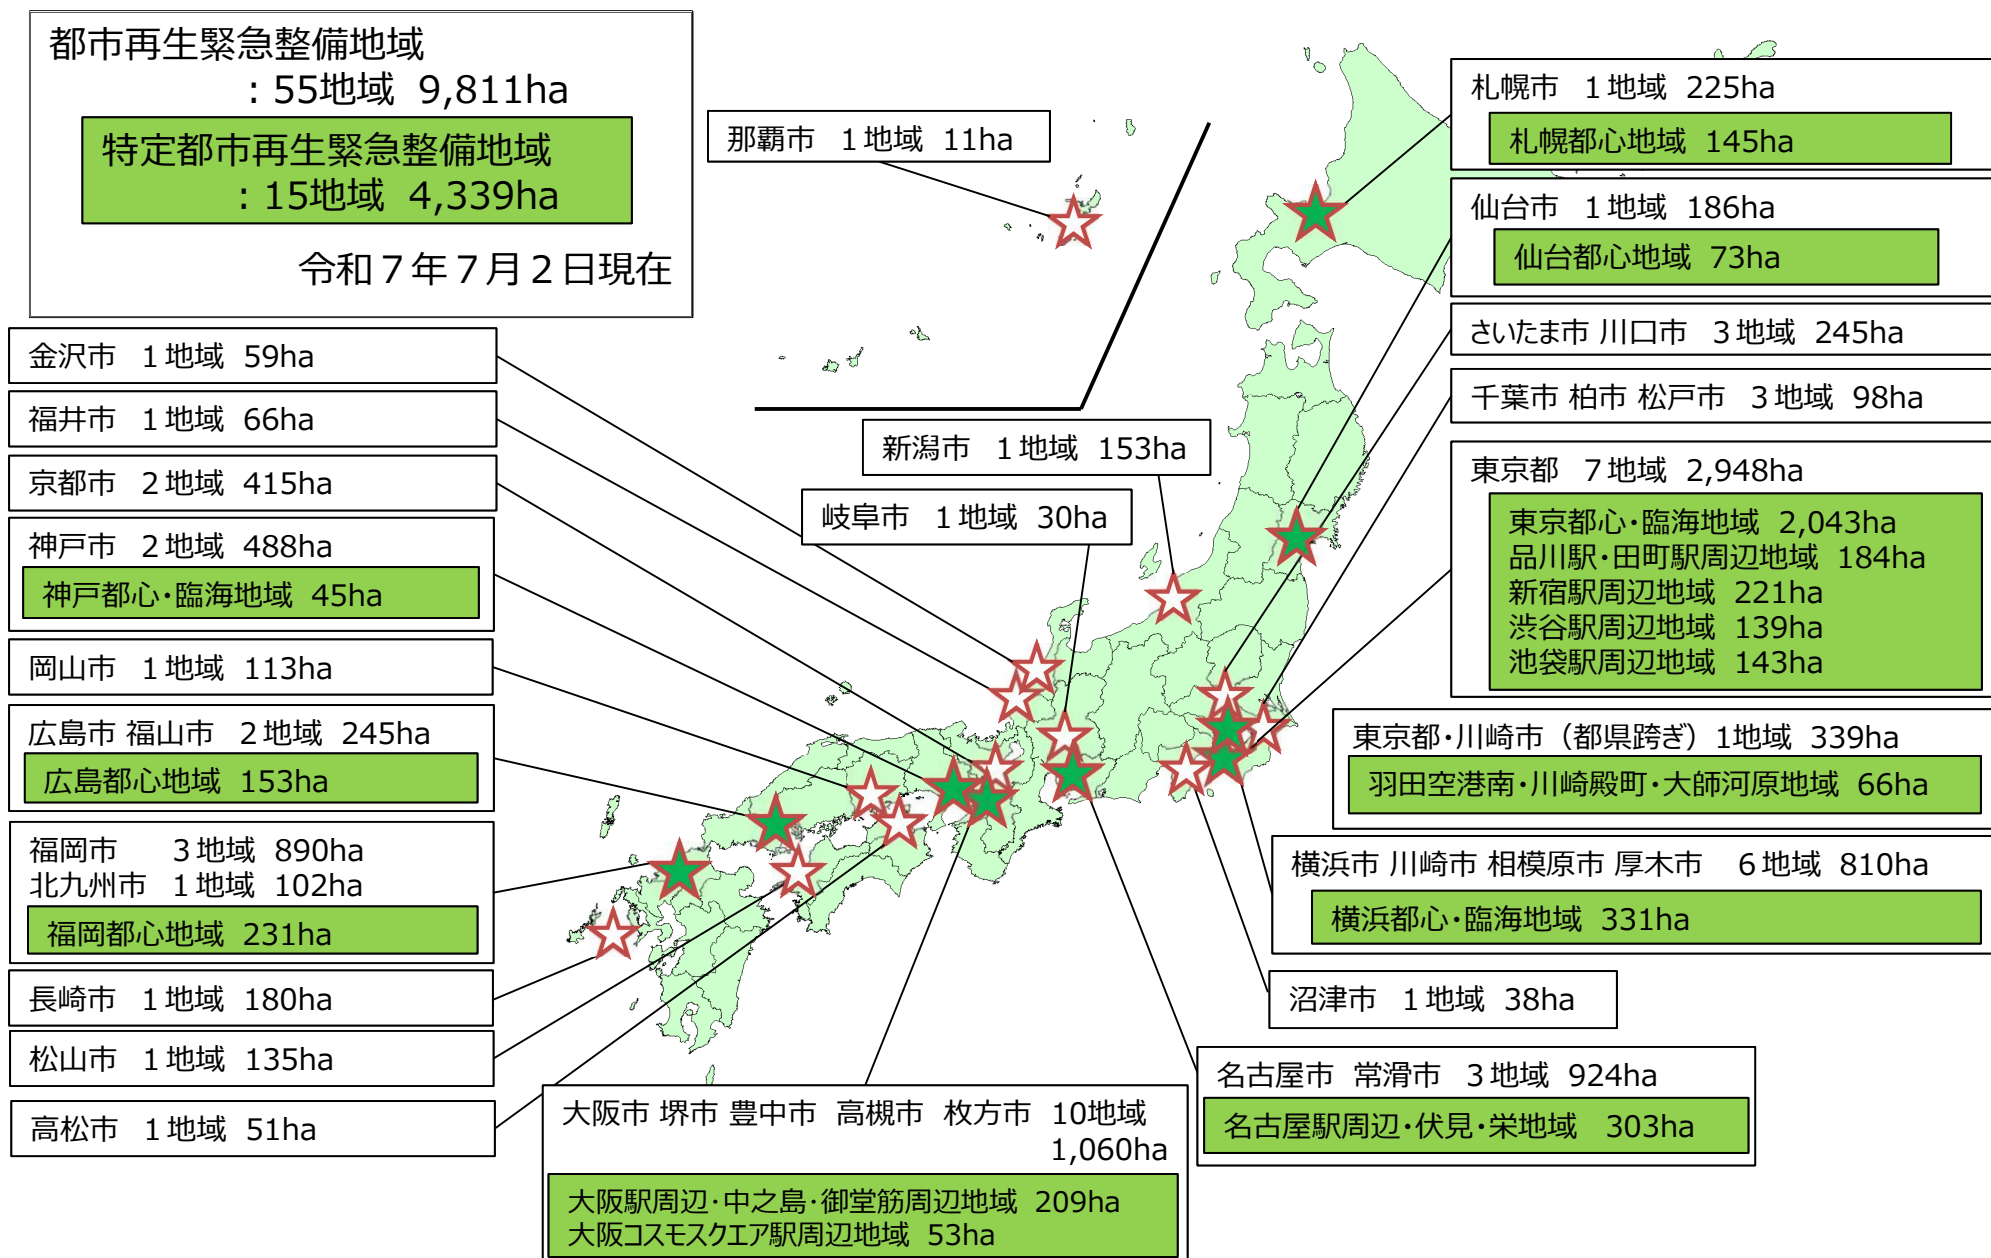 都市再生緊急整備地域
：55地域 9,811ha
特定都市再生緊急整備地域
：15地域 4,339ha
令和７年７月２日現在
那覇市 １地域 11ha
札幌市 １地域 225ha
札幌都心地域 145ha
仙台市 １地域 186ha
仙台都心地域 73ha
さいたま市 川口市 ３地域 245ha
千葉市 柏市 松戸市 ３地域 98ha
東京都 ７地域 2,948ha
東京都心・臨海地域 2,043ha
品川駅・田町駅周辺地域 184ha
新宿駅周辺地域 221ha
渋谷駅周辺地域 139ha
池袋駅周辺地域 143ha
東京都・川崎市（都県跨ぎ）1地域 339ha
羽田空港南・川崎殿町・大師河原地域 66ha
横浜市 川崎市 相模原市 厚木市 ６地域 810ha
横浜都心・臨海地域 331ha
沼津市 １地域 38ha
名古屋市 常滑市 ３地域 924ha
名古屋駅周辺・伏見・栄地域 303ha
新潟市 １地域 153ha
岐阜市 １地域 30ha
金沢市 １地域 59ha
福井市 １地域 66ha
京都市 ２地域 415ha
神戸市 ２地域 488ha
神戸都心・臨海地域 45ha
岡山市 １地域 113ha
広島市 福山市 ２地域 245ha
広島都心地域 153ha
福岡市 ３地域 890ha
北九州市 １地域 102ha
福岡都心地域 231ha
長崎市 １地域 180ha
松山市 １地域 135ha
高松市 １地域 51ha
大阪市 堺市 豊中市 高槻市 枚方市 10地域
1,060ha
大阪駅周辺・中之島・御堂筋周辺地域 209ha
大阪コスモスクエア駅周辺地域 53ha